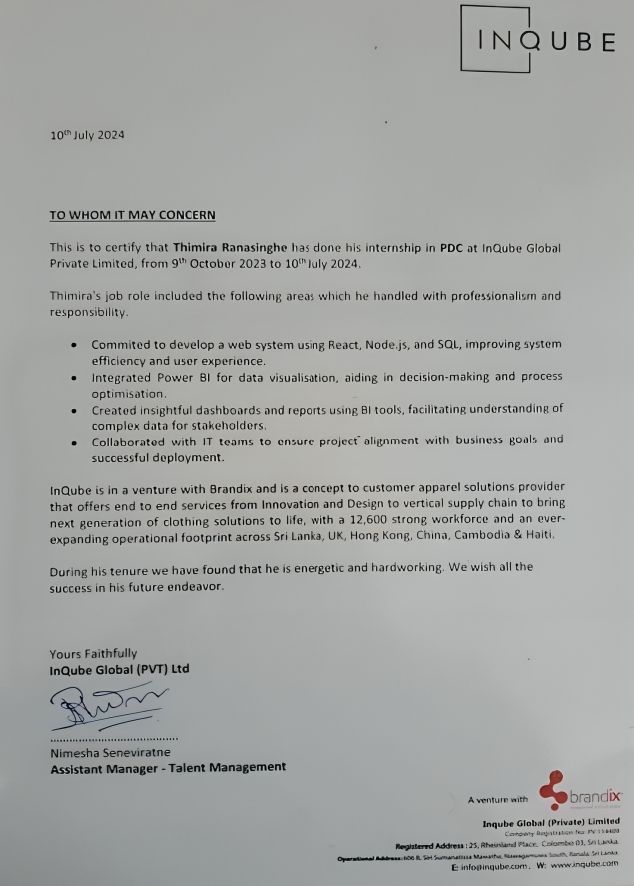 INQUBE
10th July 2024
TO WHOM IT MAY CONCERN
This is to certify that Thimira Ranasinghe has done his internship in PDC at InQube Global
Private Limited, from 9th October 2023 to 10th July 2024.
Thimira's job role included the following areas which he handled with professionalism and
responsibility.
• Commited to develop a web system using React, Node.js, and SQL, improving system
efficiency and user experience.
• Integrated Power BI for data visualisation, aiding in decision-making and process
optimisation.
• Created insightful dashboards and reports using BI tools, facilitating understanding of
complex data for stakeholders.
• Collaborated with IT teams to ensure project alignment with business goals and
successful deployment.
InQube is in a venture with Brandix and is a concept to customer apparel solutions provider
that offers end to end services from Innovation and Design to vertical supply chain to bring
next generation of clothing solutions to life, with a 12,600 strong workforce and an ever-
expanding operational footprint across Sri Lanka, UK, Hong Kong, China, Cambodia & Haiti.
During his tenure we have found that he is energetic and hardworking. We wish all the
success in his future endeavor.
Yours Faithfully
InQube Global (PVT) Ltd
Nimesha Seneviratne
Assistant Manager - Talent Management
A venture with brandix
Inqube Global (Private) Limited
Company Registration No: PV
Registered Address : 25, Rheinland Place, Colombo 03, Sri Lanka.
Operational Address: Sri Sumanatissa Mawatha, South, Sri Lanka.
E: info@inqube.com, W: www.inqube.com